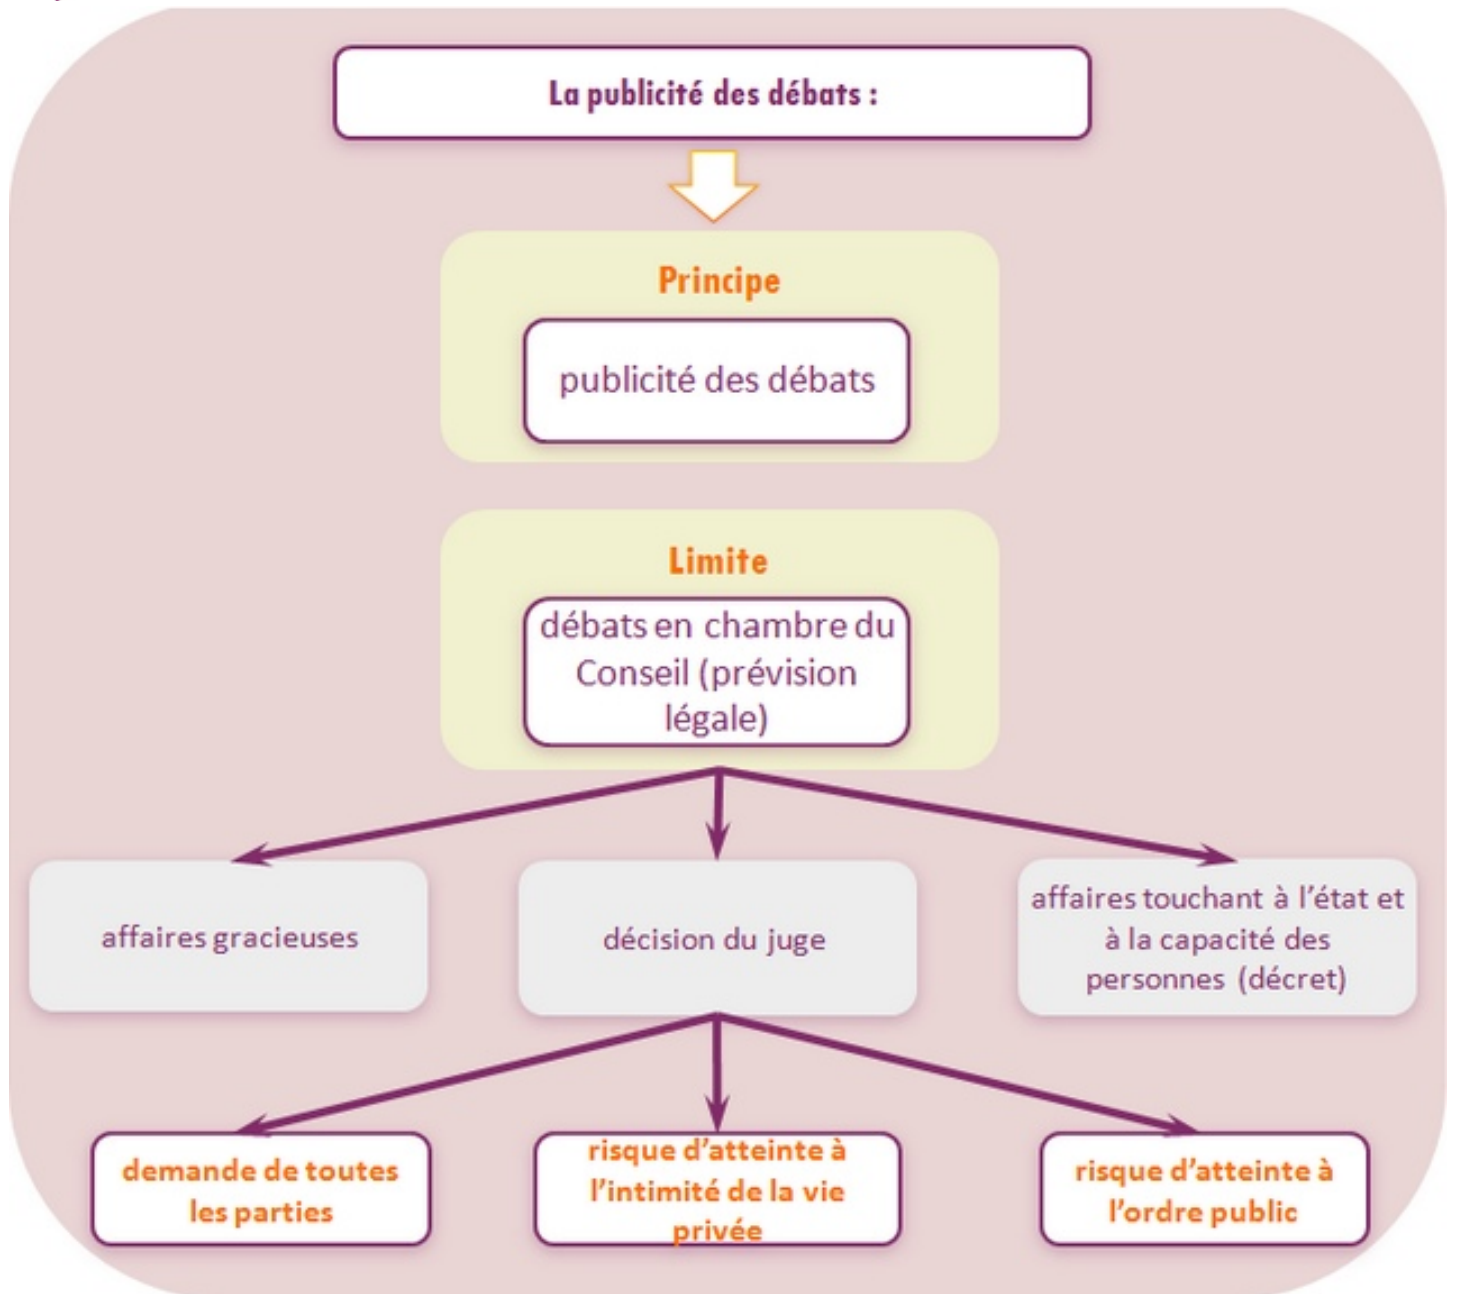 La publicité des débats :
Principe
publicité des débats
Limite
débats en chambre du
Conseil (prévision
légale)
affaires gracieuses
décision du juge
affaires touchant à l'état et
à la capacité des
personnes (décret)
demande de toutes
les parties
risque d'atteinte à
l'intimité de la vie
privée
risque d'atteinte à
l'ordre public